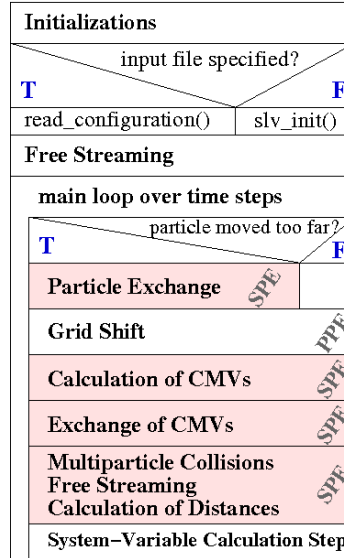 Initializations
input file specified?
T F
read_configuration() slv_init()
Free Streaming
main loop over time steps
particle moved too far?
T F
Particle Exchange SPE
Grid Shift PPE
Calculation of CMVs SPE
Exchange of CMVs SPE
Multiparticle Collisions
Free Streaming SPE
Calculation of Distances
System-Variable Calculation Step